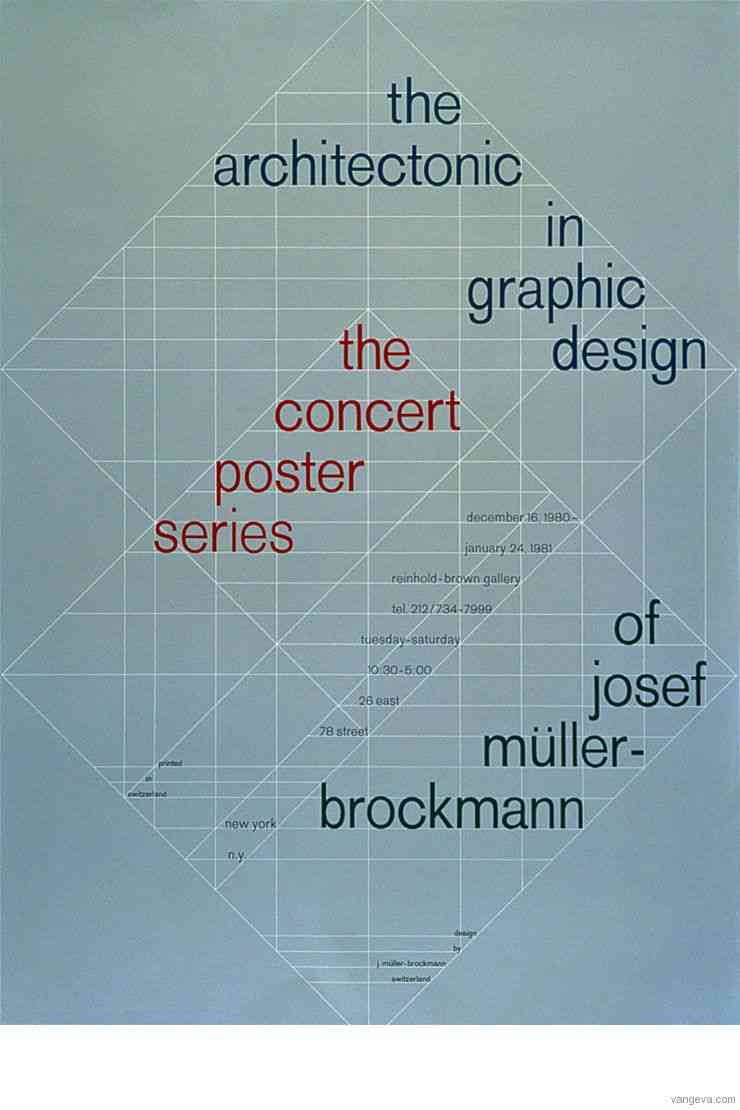 the
architectonic
in
graphic
design
the
concert
poster
series
december 16, 1980-
january 24, 1981
reinhold-brown gallery
tel. 212/734-7999
tuesday-saturday
10:30-5:00
26 east
78 street
new york
n.y.
of
josef
müller-
brockmann
printed
in
switzerland
design
by
j. müller-brockmann
switzerland
vangeva.com